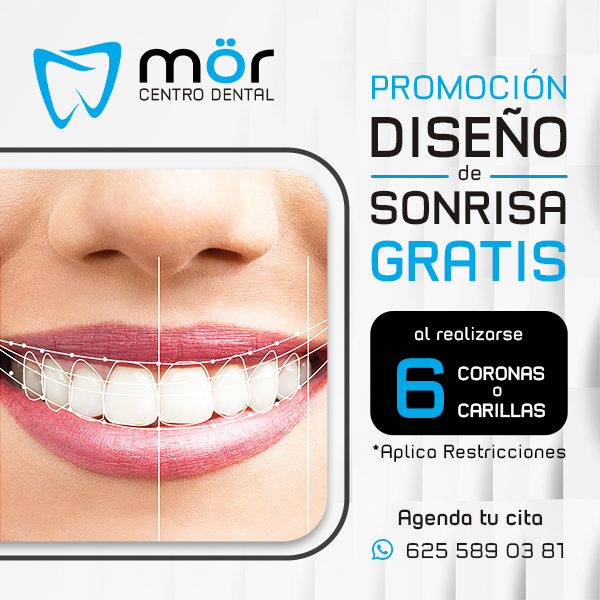 mör
CENTRO DENTAL
PROMOCIÓN
DISEÑO
de
SONRISA
GRATIS
al realizarse
6 CORONAS
o
CARILLAS
*Aplica Restricciones
Agenda tu cita
625 589 03 81